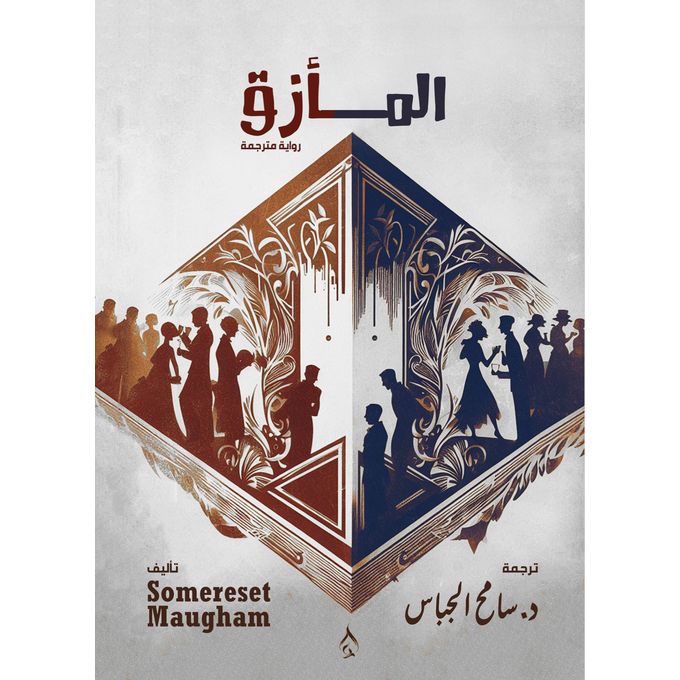 المـأزق
رواية مترجمة
تأليف
Somereset
Maugham
ترجمة
د. سامح الجباس